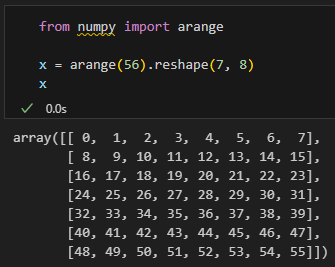 from numpy import arange
x = arange(56).reshape(7, 8)
x
0.0s
array([[ 0,  1,  2,  3,  4,  5,  6,  7],
       [ 8,  9, 10, 11, 12, 13, 14, 15],
       [16, 17, 18, 19, 20, 21, 22, 23],
       [24, 25, 26, 27, 28, 29, 30, 31],
       [32, 33, 34, 35, 36, 37, 38, 39],
       [40, 41, 42, 43, 44, 45, 46, 47],
       [48, 49, 50, 51, 52, 53, 54, 55]])